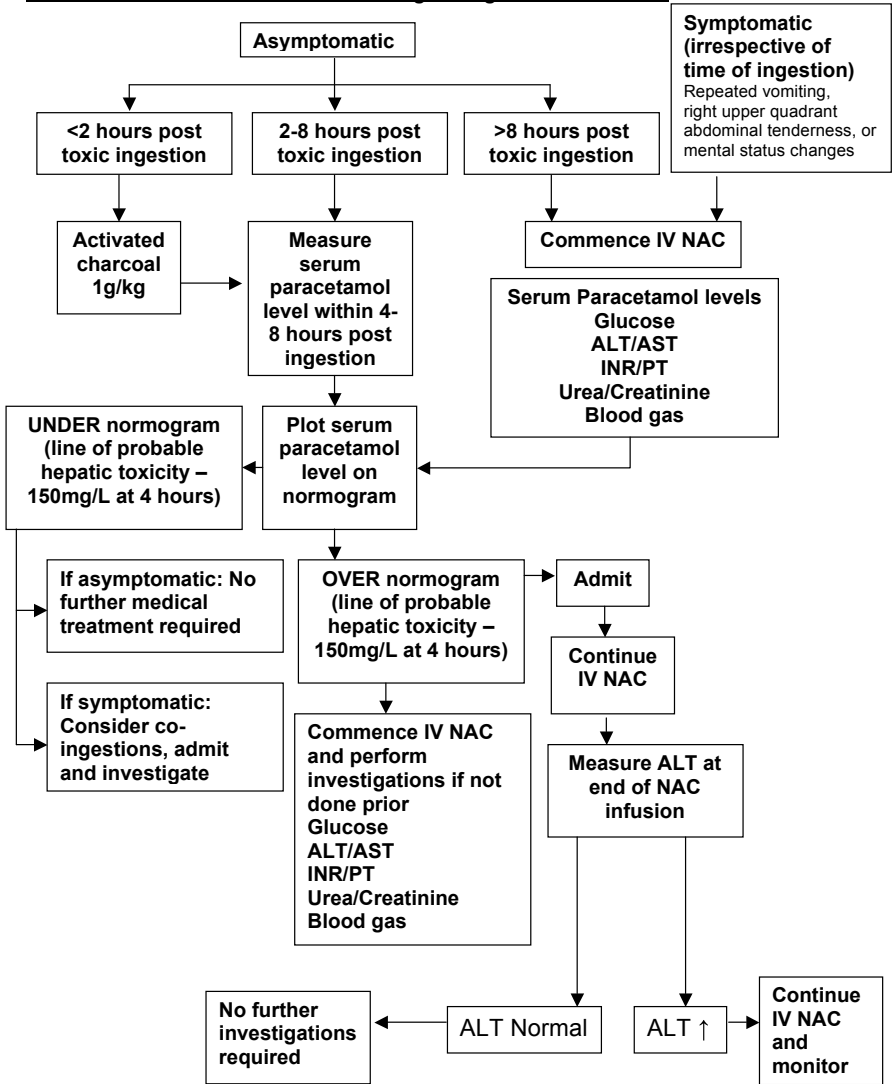 Asymptomatic
Symptomatic
(irrespective of
time of ingestion)
Repeated vomiting,
right upper quadrant
abdominal tenderness, or
mental status changes
<2 hours post
toxic ingestion
2-8 hours post
toxic ingestion
>8 hours post
toxic ingestion
Activated
charcoal
1g/kg
Measure
serum
paracetamol
level within 4-
8 hours post
ingestion
Commence IV NAC
Serum Paracetamol levels
Glucose
ALT/AST
INR/PT
Urea/Creatinine
Blood gas
UNDER normogram
(line of probable
hepatic toxicity –
150mg/L at 4 hours)
Plot serum
paracetamol
level on
normogram
If asymptomatic: No
further medical
treatment required
OVER normogram
(line of probable
hepatic toxicity –
150mg/L at 4 hours)
Admit
Continue
IV NAC
If symptomatic:
Consider co-
ingestions, admit
and investigate
Commence IV NAC
and perform
investigations if not
done prior
Glucose
ALT/AST
INR/PT
Urea/Creatinine
Blood gas
Measure ALT at
end of NAC
infusion
No further
investigations
required
ALT Normal
ALT ↑
Continue
IV NAC
and
monitor